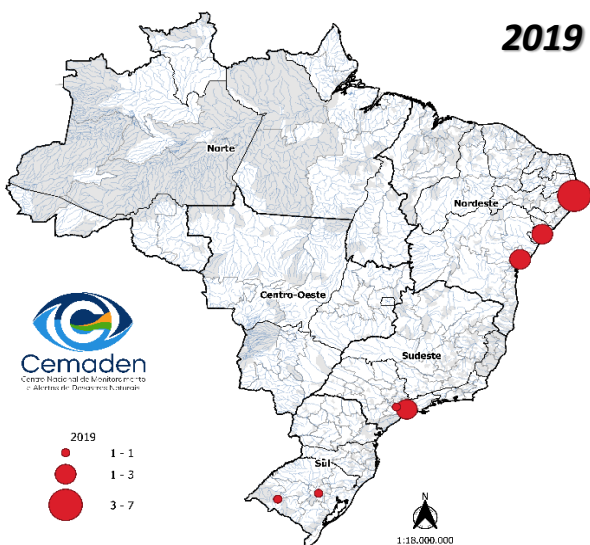 2019
Norte
Nordeste
Centro-Oeste
Sudeste
Sul
Cemaden
Centro Nacional de Monitoramento
e Alertas de Desastres Naturais
2019
1 - 1
1 - 3
3 - 7
N
1:18.000.000